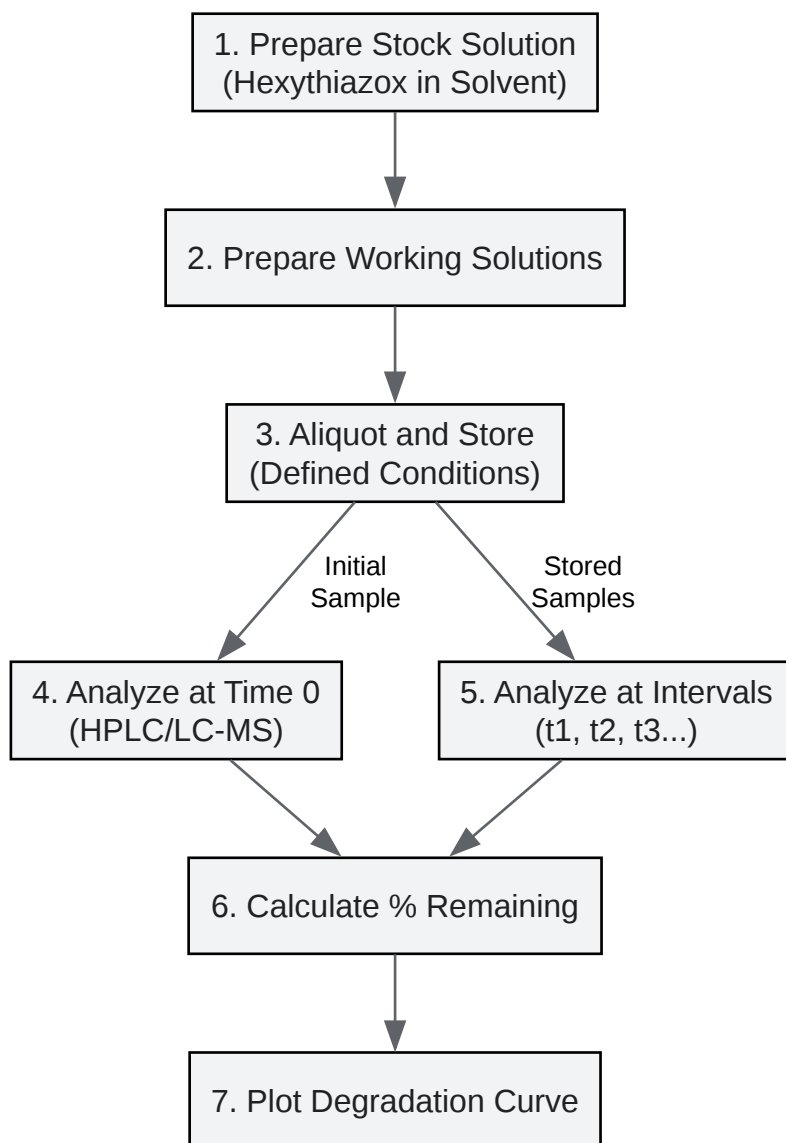 1. Prepare Stock Solution
(Hexythiazox in Solvent)
2. Prepare Working Solutions
3. Aliquot and Store
(Defined Conditions)
Initial
Sample
Stored
Samples
4. Analyze at Time 0
(HPLC/LC-MS)
5. Analyze at Intervals
(t1, t2, t3...)
6. Calculate % Remaining
7. Plot Degradation Curve